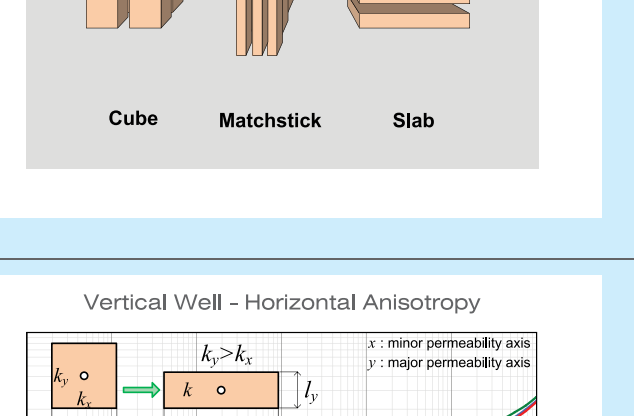 Cube Matchstick Slab
Vertical Well - Horizontal Anisotropy
x : minor permeability axis
y : major permeability axis
ky>kx
ky
kx
k
ly